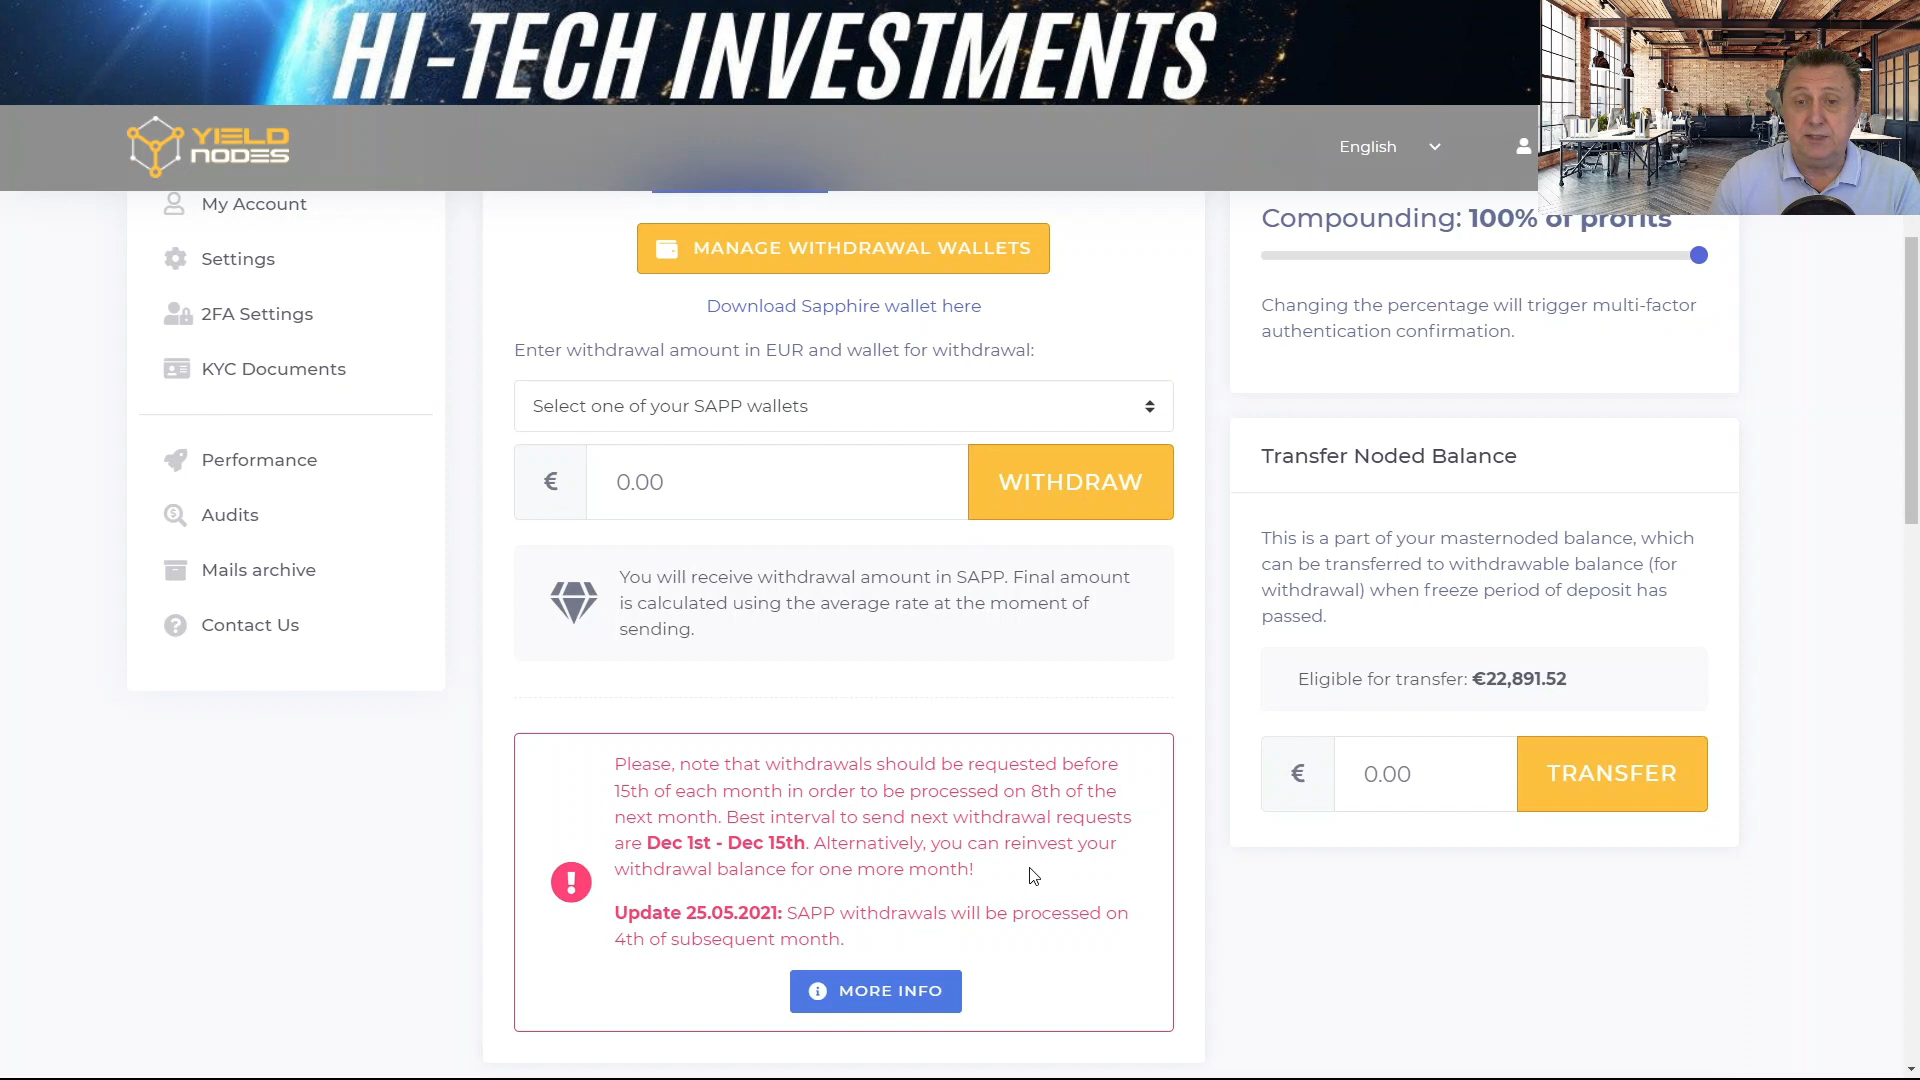 HI-TECH INVESTMENTS
YIELD
NODES
English
My Account
Settings
2FA Settings
KYC Documents
Performance
Audits
Mails archive
Contact Us
MANAGE WITHDRAWAL WALLETS
Download Sapphire wallet here
Enter withdrawal amount in EUR and wallet for withdrawal:
Select one of your SAPP wallets
€ 0.00 WITHDRAW
You will receive withdrawal amount in SAPP. Final amount
is calculated using the average rate at the moment of
sending.
Please, note that withdrawals should be requested before
15th of each month in order to be processed on 8th of the
next month. Best interval to send next withdrawal requests
are Dec 1st - Dec 15th. Alternatively, you can reinvest your
withdrawal balance for one more month!
Update 25.05.2021: SAPP withdrawals will be processed on
4th of subsequent month.
MORE INFO
Compounding: 100% of profits
Changing the percentage will trigger multi-factor
authentication confirmation.
Transfer Noded Balance
This is a part of your masternoded balance, which
can be transferred to withdrawable balance (for
withdrawal) when freeze period of deposit has
passed.
Eligible for transfer: €22,891.52
€ 0.00 TRANSFER